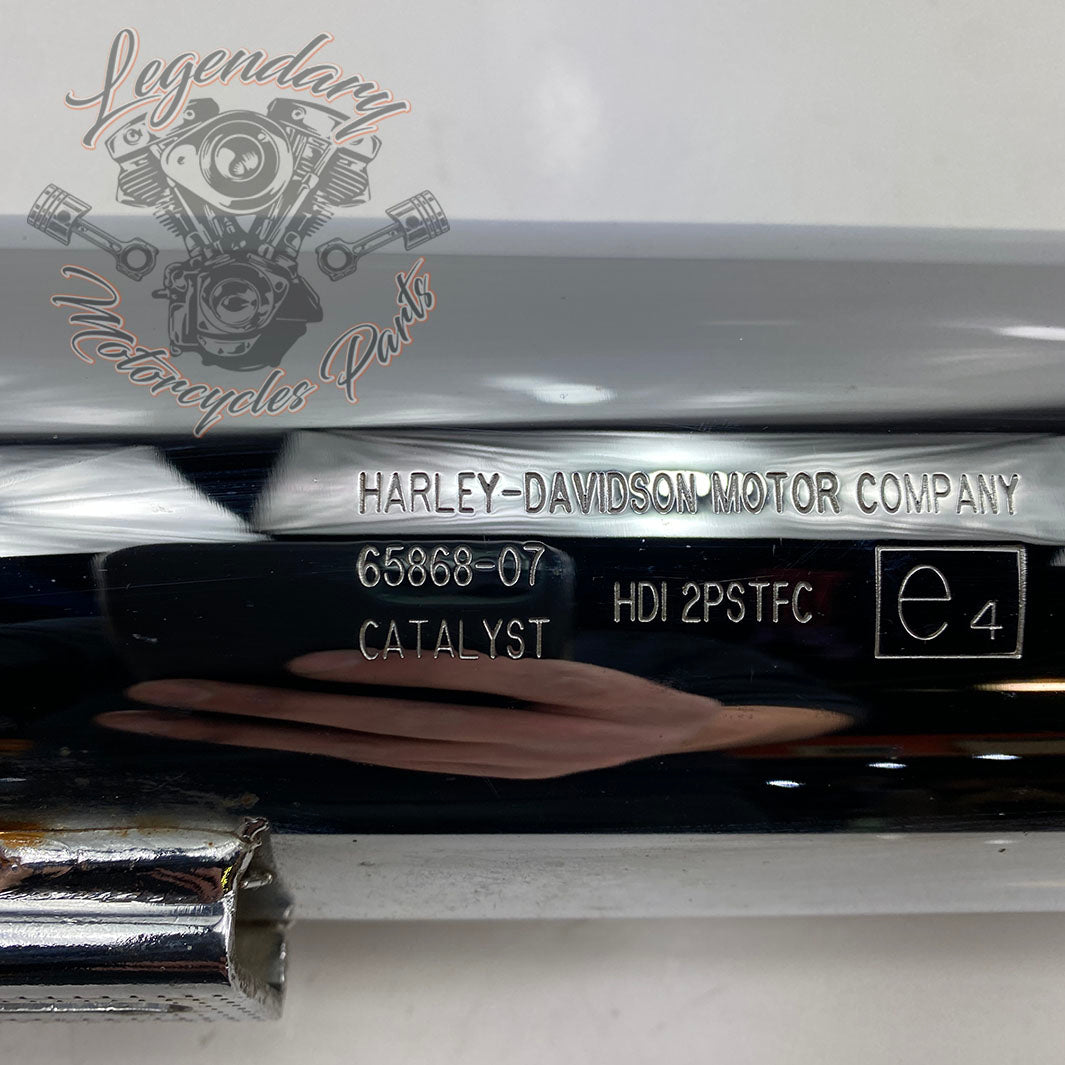 Legendary
Motorcycles Parts
HARLEY-DAVIDSON MOTOR COMPANY
65868-07
HDI 2PSTFC
e4
CATALYST